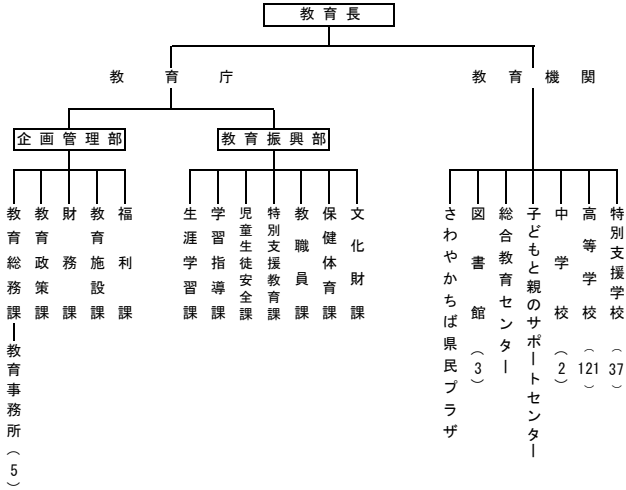 教育長
教育庁
教育機関
企画管理部
教育振興部
教育総務課
教育政策課
財務課
教育施設課
福利課
生涯学習課
学習指導課
児童生徒安全課
特別支援教育課
教職員課
保健体育課
文化財課
さわやかちば県民プラザ
図書館(3)
総合教育センター
子どもと親のサポートセンター
中学校(2)
高等学校(121)
特別支援学校(37)
教育事務所(5)